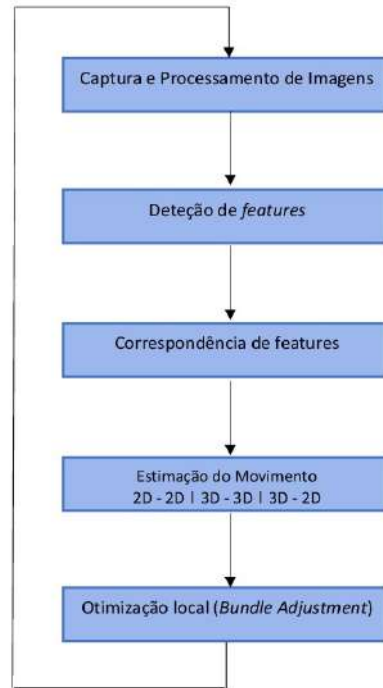 Captura e Processamento de Imagens
Deteção de features
Correspondência de features
Estimação do Movimento
2D - 2D | 3D - 3D | 3D - 2D
Otimização local (Bundle Adjustment)